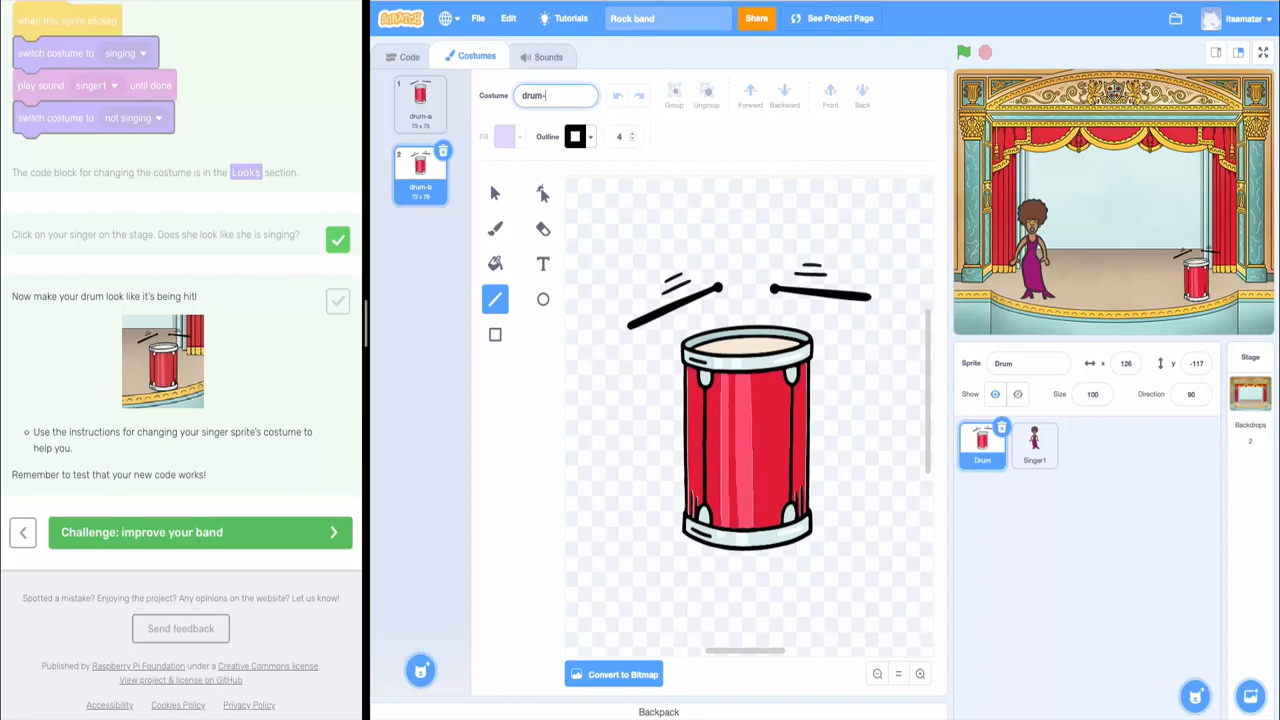 when this sprite clicked
switch costume to singing
play sound
not singing
The code block for changing the costume is in the Looks section.
Click on your singer on the stage. Does she look like she is singing?
Now make your drum look like it's being hit!
Use the instructions for changing your singer sprite's costume to
help you.
Remember to test that your new code works!
Challenge: improve your band
Spotted a mistake? Enjoying the project? Any opinions on the website? Let us know!
Send feedback
Published by Raspberry Pi Foundation under a Creative Commons license.
View project & license on GitHub
Accessibility Cookies Policy Privacy Policy
SCRATCH File Edit Tutorials Rock band Share See Project Page itsamatar
Code Costumes Sounds
1
drum-a
73 x 73
2
drum-b
Costume drum-
Group Ungroup Forward Backward Front Back
Fill Outline 4
Convert to Bitmap
Backpack
Sprite Drum x 126 y -117
Show Size 100 Direction 90
Drum Singer1
Stage
Backdrops
2